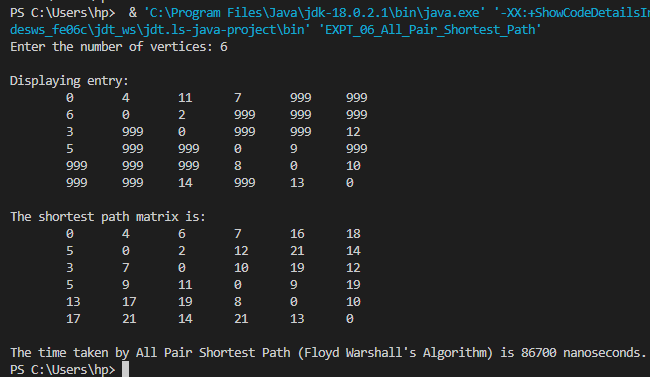 PS C:\Users\hp>  & 'C:\Program Files\Java\jdk-18.0.2.1\bin\java.exe' '-XX:+ShowCodeDetailsIn
desws_fe06c\jdt_ws\jdt.ls-java-project\bin' 'EXPT_06_All_Pair_Shortest_Path'
Enter the number of vertices: 6
Displaying entry:
0 4 11 7 999 999
6 0 2 999 999 999
3 999 0 999 999 12
5 999 999 0 9 999
999 999 999 8 0 10
999 999 14 999 13 0
The shortest path matrix is:
0 4 6 7 16 18
5 0 2 12 21 14
3 7 0 10 19 12
5 9 11 0 9 19
13 17 19 8 0 10
17 21 14 21 13 0
The time taken by All Pair Shortest Path (Floyd Warshall's Algorithm) is 86700 nanoseconds.
PS C:\Users\hp>